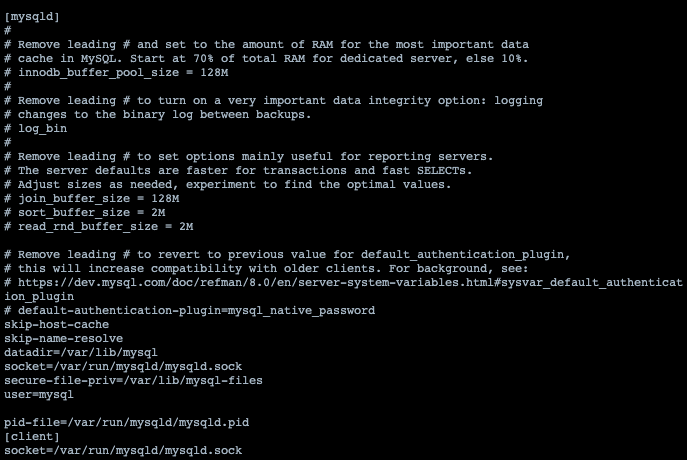 [mysqld]
#
# Remove leading # and set to the amount of RAM for the most important data
# cache in MySQL. Start at 70% of total RAM for dedicated server, else 10%.
# innodb_buffer_pool_size = 128M
#
# Remove leading # to turn on a very important data integrity option: logging
# changes to the binary log between backups.
# log_bin
#
# Remove leading # to set options mainly useful for reporting servers.
# The server defaults are faster for transactions and fast SELECTs.
# Adjust sizes as needed, experiment to find the optimal values.
# join_buffer_size = 128M
# sort_buffer_size = 2M
# read_rnd_buffer_size = 2M

# Remove leading # to revert to previous value for default_authentication_plugin,
# this will increase compatibility with older clients. For background, see:
# https://dev.mysql.com/doc/refman/8.0/en/server-system-variables.html#sysvar_default_authenticat
ion_plugin
# default-authentication-plugin=mysql_native_password
skip-host-cache
skip-name-resolve
datadir=/var/lib/mysql
socket=/var/run/mysqld/mysqld.sock
secure-file-priv=/var/lib/mysql-files
user=mysql

pid-file=/var/run/mysqld/mysqld.pid
[client]
socket=/var/run/mysqld/mysqld.sock